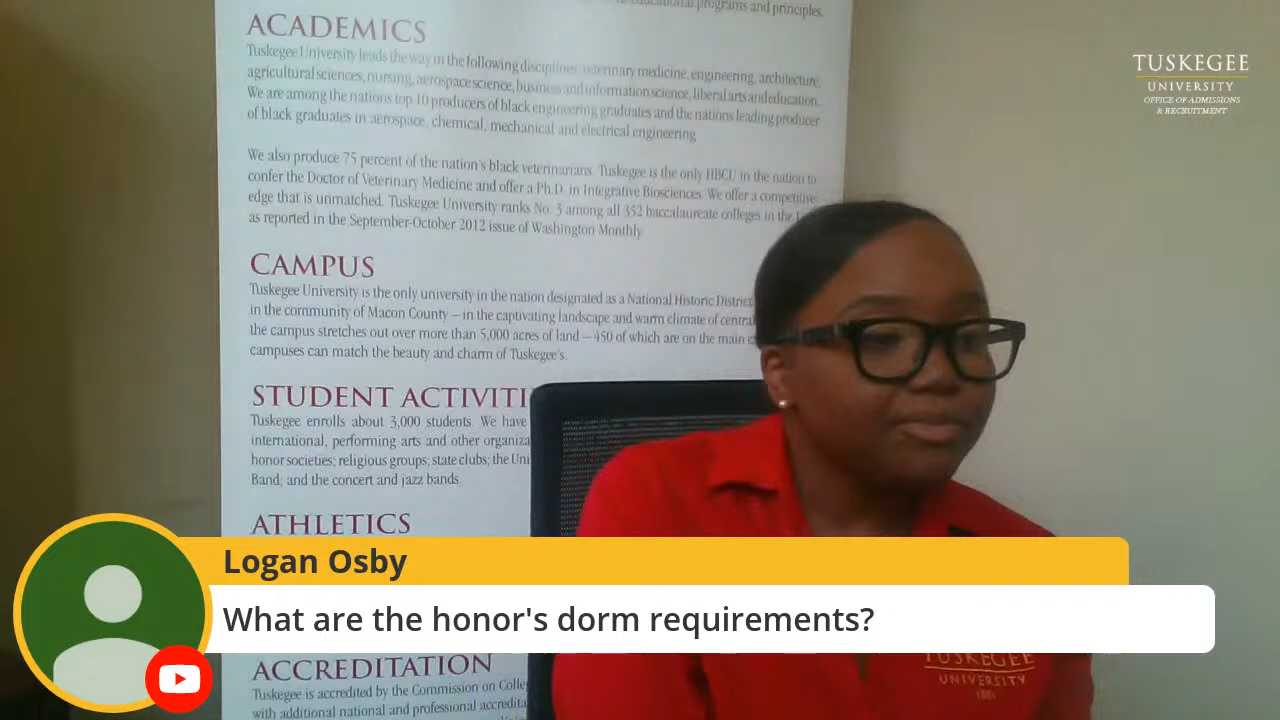 educational programs and principles.
ACADEMICS
Tuskegee University leads the way in the following disciplines: veterinary medicine, engineering, architecture,
agricultural sciences, nursing, aerospace science, business and information science, liberal arts and education.
We are among the nations top 10 producers of black engineering graduates and the nations leading producer
of black graduates in aerospace, chemical, mechanical and electrical engineering
We also produce 75 percent of the nation's black veterinarians. Tuskegee is the only HBCU in the nation to
confer the Doctor of Veterinary Medicine and offer a Ph.D. in Integrative Biosciences. We offer a competitive
edge that is unmatched. Tuskegee University ranks No. 3 among all 352 baccalaureate colleges in the
as reported in the September-October 2012 issue of Washington Monthly.
CAMPUS
Tuskegee University is the only university in the nation designated as a National Historic District
in the community of Macon County – in the captivating landscape and warm climate of central
the campus stretches out over more than 5,000 acres of land – 450 of which are on the main
campuses can match the beauty and charm of Tuskegee's.
STUDENT ACTIVITI
Tuskegee enrolls about 3,000 students. We have
international, performing arts and other organiza
honor societies; religious groups; state clubs; the Uni
Band; and the concert and jazz bands.
ATHLETICS
ACCREDITATION
Tuskegee is accredited by the Commission on Colle
with additional national and professional accredita
TUSKEGEE
UNIVERSITY
OFFICE OF ADMISSIONS
& RECRUITMENT
Logan Osby
What are the honor's dorm requirements?
TUSKEGEE
UNIVERSITY